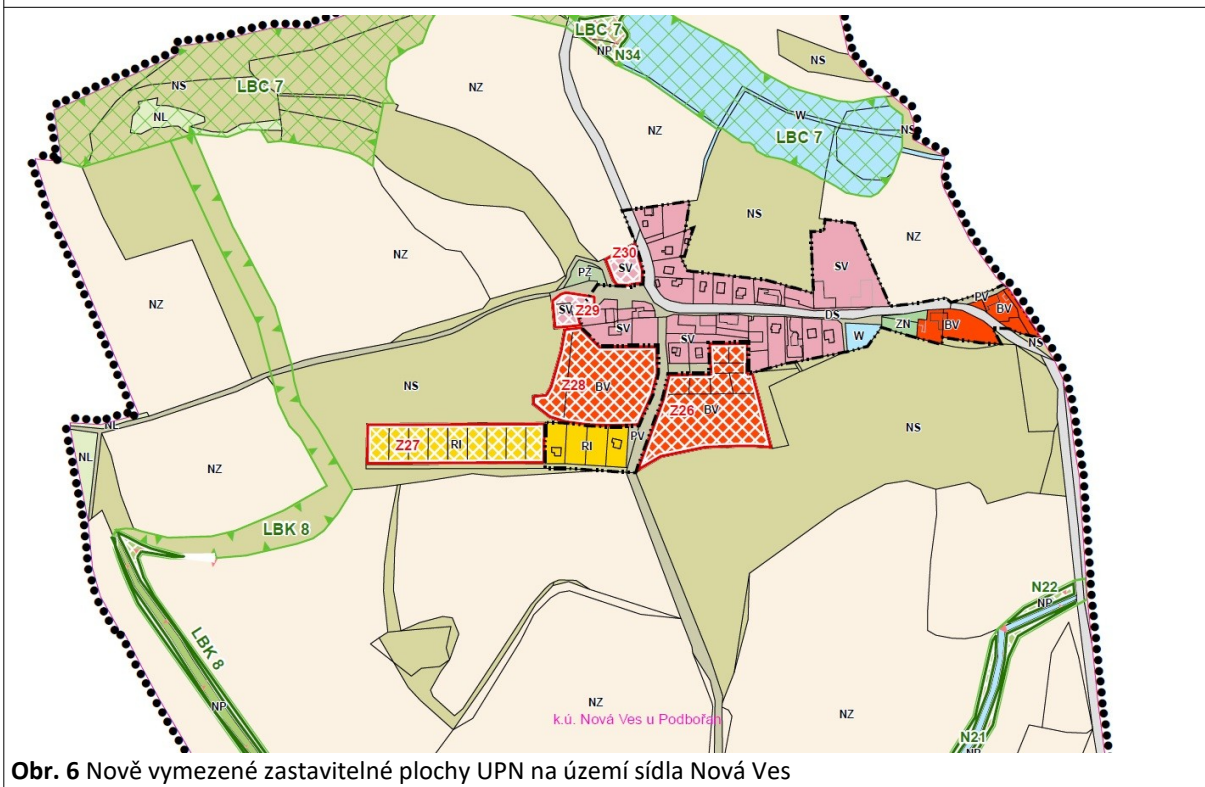 LBC 7
NP
N34
NS
NS
NZ
LBC 7
NL
W
NZ
LBC 7
NS
NS
NZ
Z30
SV
NZ
SV
NZ
PZ
PV
SV
Z29
BV
DS
SV
ZN
BV
SV
W
NS
Z28
BV
NS
Z26
BV
NS
NL
Z27
RI
RI
PV
NL
NZ
LBK 8
N22
NP
LBK 8
NZ
NP
k.ú. Nová Ves u Podbořan
NZ
N21
NP
Obr. 6 Nově vymezené zastavitelné plochy UPN na území sídla Nová Ves